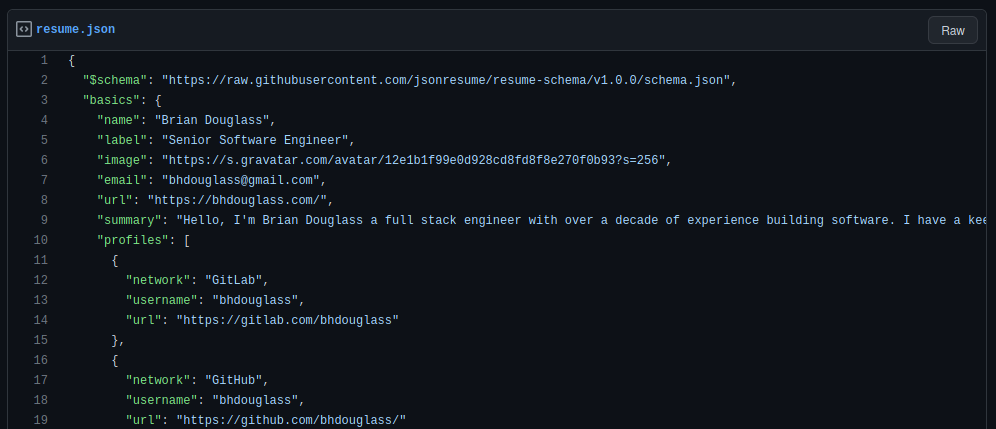 resume.json
Raw
1 {
2 "$schema": "https://raw.githubusercontent.com/jsonresume/resume-schema/v1.0.0/schema.json",
3 "basics": {
4 "name": "Brian Douglass",
5 "label": "Senior Software Engineer",
6 "image": "https://s.gravatar.com/avatar/12e1b1f99e0d928cd8fd8f8e270f0b93?s=256",
7 "email": "bhdouglass@gmail.com",
8 "url": "https://bhdouglass.com/",
9 "summary": "Hello, I'm Brian Douglass a full stack engineer with over a decade of experience building software. I have a kee
10 "profiles": [
11 {
12 "network": "GitLab",
13 "username": "bhdouglass",
14 "url": "https://gitlab.com/bhdouglass"
15 },
16 {
17 "network": "GitHub",
18 "username": "bhdouglass",
19 "url": "https://github.com/bhdouglass/"